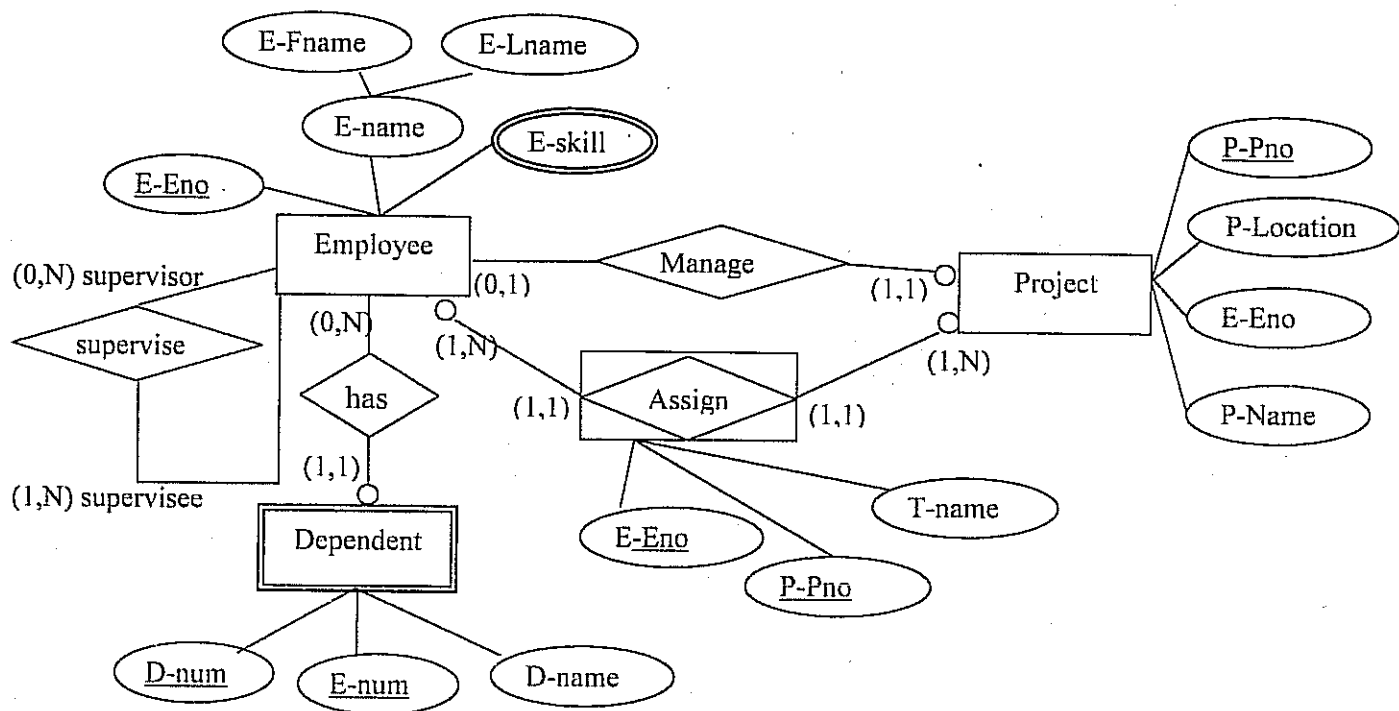 E-Fname
E-Lname
E-name
E-skill
E-Eno
P-Pno
P-Location
E-Eno
P-Name
Employee
Manage
Project
(0,1)
(1,1)
(0,N) supervisor
supervise
(1,N) supervisee
(0,N)
has
(1,1)
(1,N)
(1,1)
Assign
(1,1)
(1,N)
Dependent
E-Eno
P-Pno
T-name
D-num
E-num
D-name